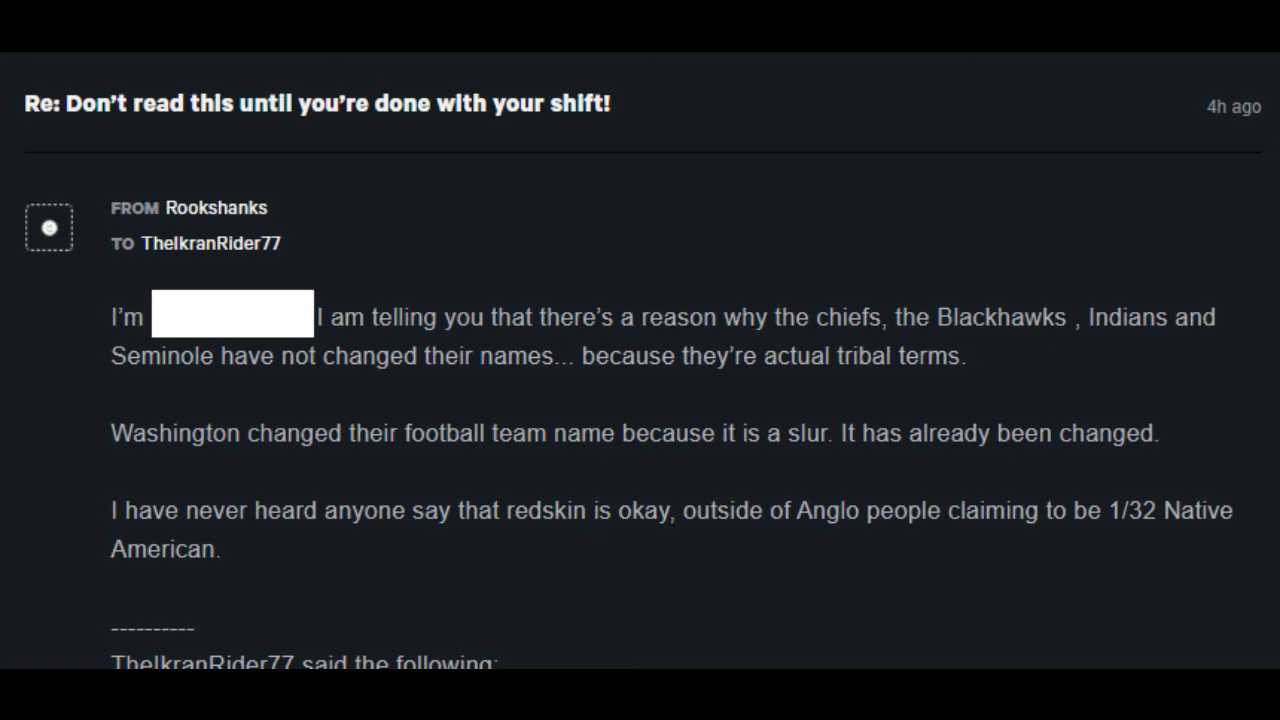 Re: Don’t read this until you’re done with your shift!
4h ago
FROM Rookshanks
TO TheIkranRider77
I’m I am telling you that there’s a reason why the chiefs, the Blackhawks , Indians and
Seminole have not changed their names... because they’re actual tribal terms.
Washington changed their football team name because it is a slur. It has already been changed.
I have never heard anyone say that redskin is okay, outside of Anglo people claiming to be 1/32 Native
American.
----------
TheIkranRider77 said the following: